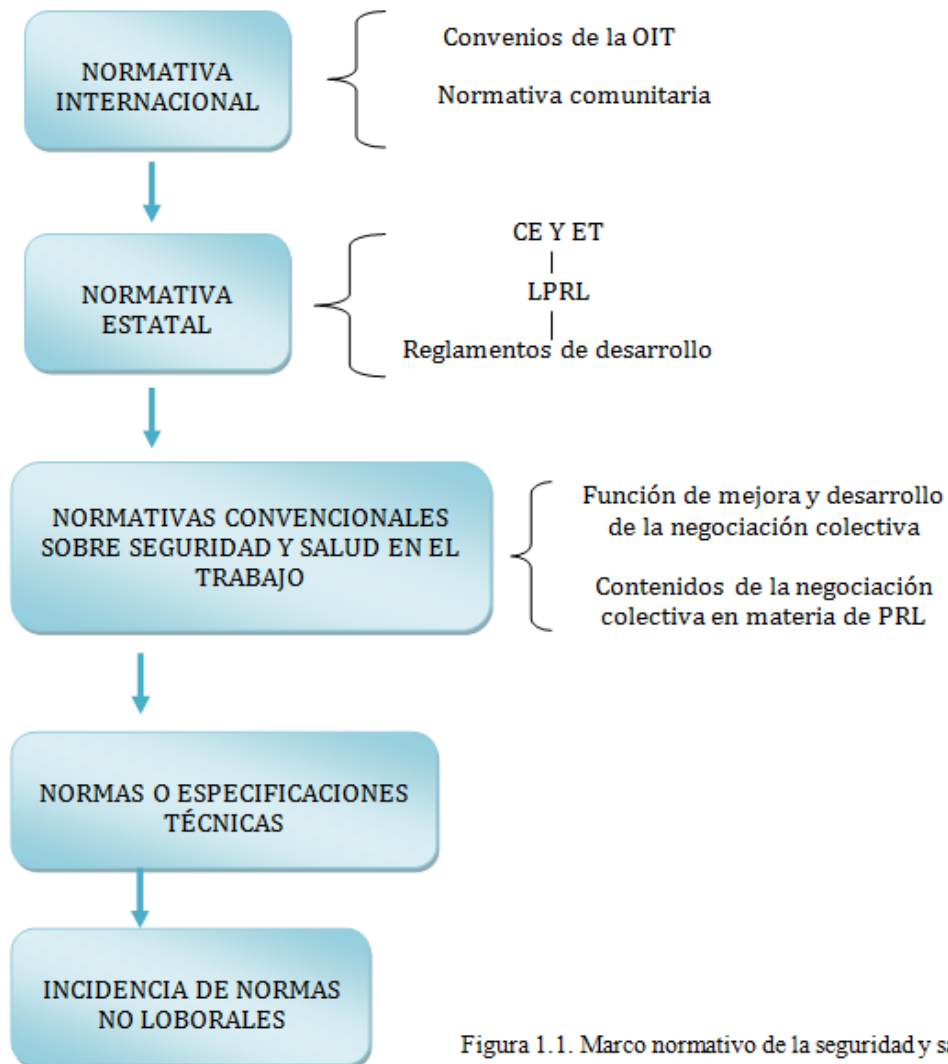 NORMATIVA
INTERNACIONAL
Convenios de la OIT
Normativa comunitaria
NORMATIVA
ESTATAL
CE Y ET
LPRL
Reglamentos de desarrollo
NORMATIVAS CONVENCIONALES
SOBRE SEGURIDAD Y SALUD EN EL
TRABAJO
Función de mejora y desarrollo
de la negociación colectiva
Contenidos de la negociación
colectiva en materia de PRL
NORMAS O ESPECIFICACIONES
TÉCNICAS
INCIDENCIA DE NORMAS
NO LOBORALES
Figura 1.1. Marco normativo de la seguridad y